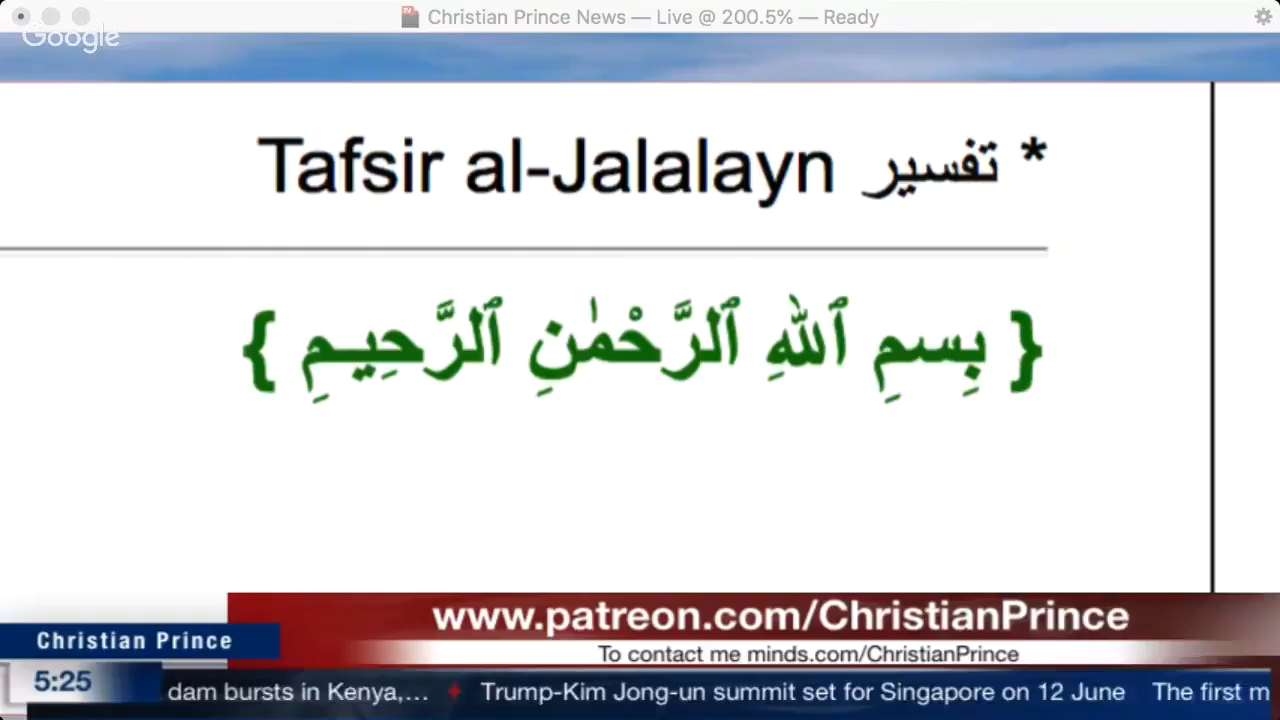 Christian Prince News — Live @ 200.5% — Ready
Google
* تفسير Tafsir al-Jalalayn
{ بِسمِ ٱللهِ ٱلرَّحْمٰنِ ٱلرَّحِيـمِ }
www.patreon.com/ChristianPrince
Christian Prince
To contact me minds.com/ChristianPrince
5:25
dam bursts in Kenya,... Trump-Kim Jong-un summit set for Singapore on 12 June The first m